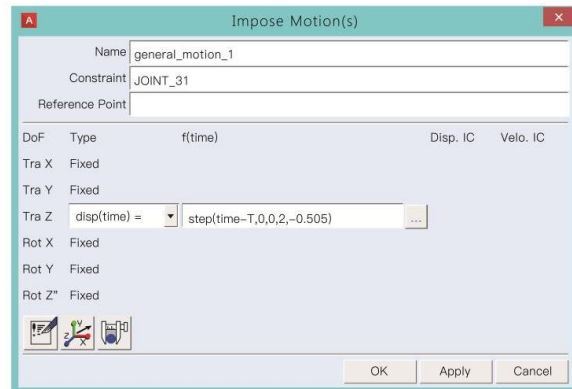 A Impose Motion(s) ×
Name general_motion_1
Constraint JOINT_31
Reference Point
DoF Type f(time) Disp. IC Velo. IC
Tra X Fixed
Tra Y Fixed
Tra Z disp(time) = step(time-T,0,0,2,-0.505) ...
Rot X Fixed
Rot Y Fixed
Rot Z" Fixed
OK Apply Cancel